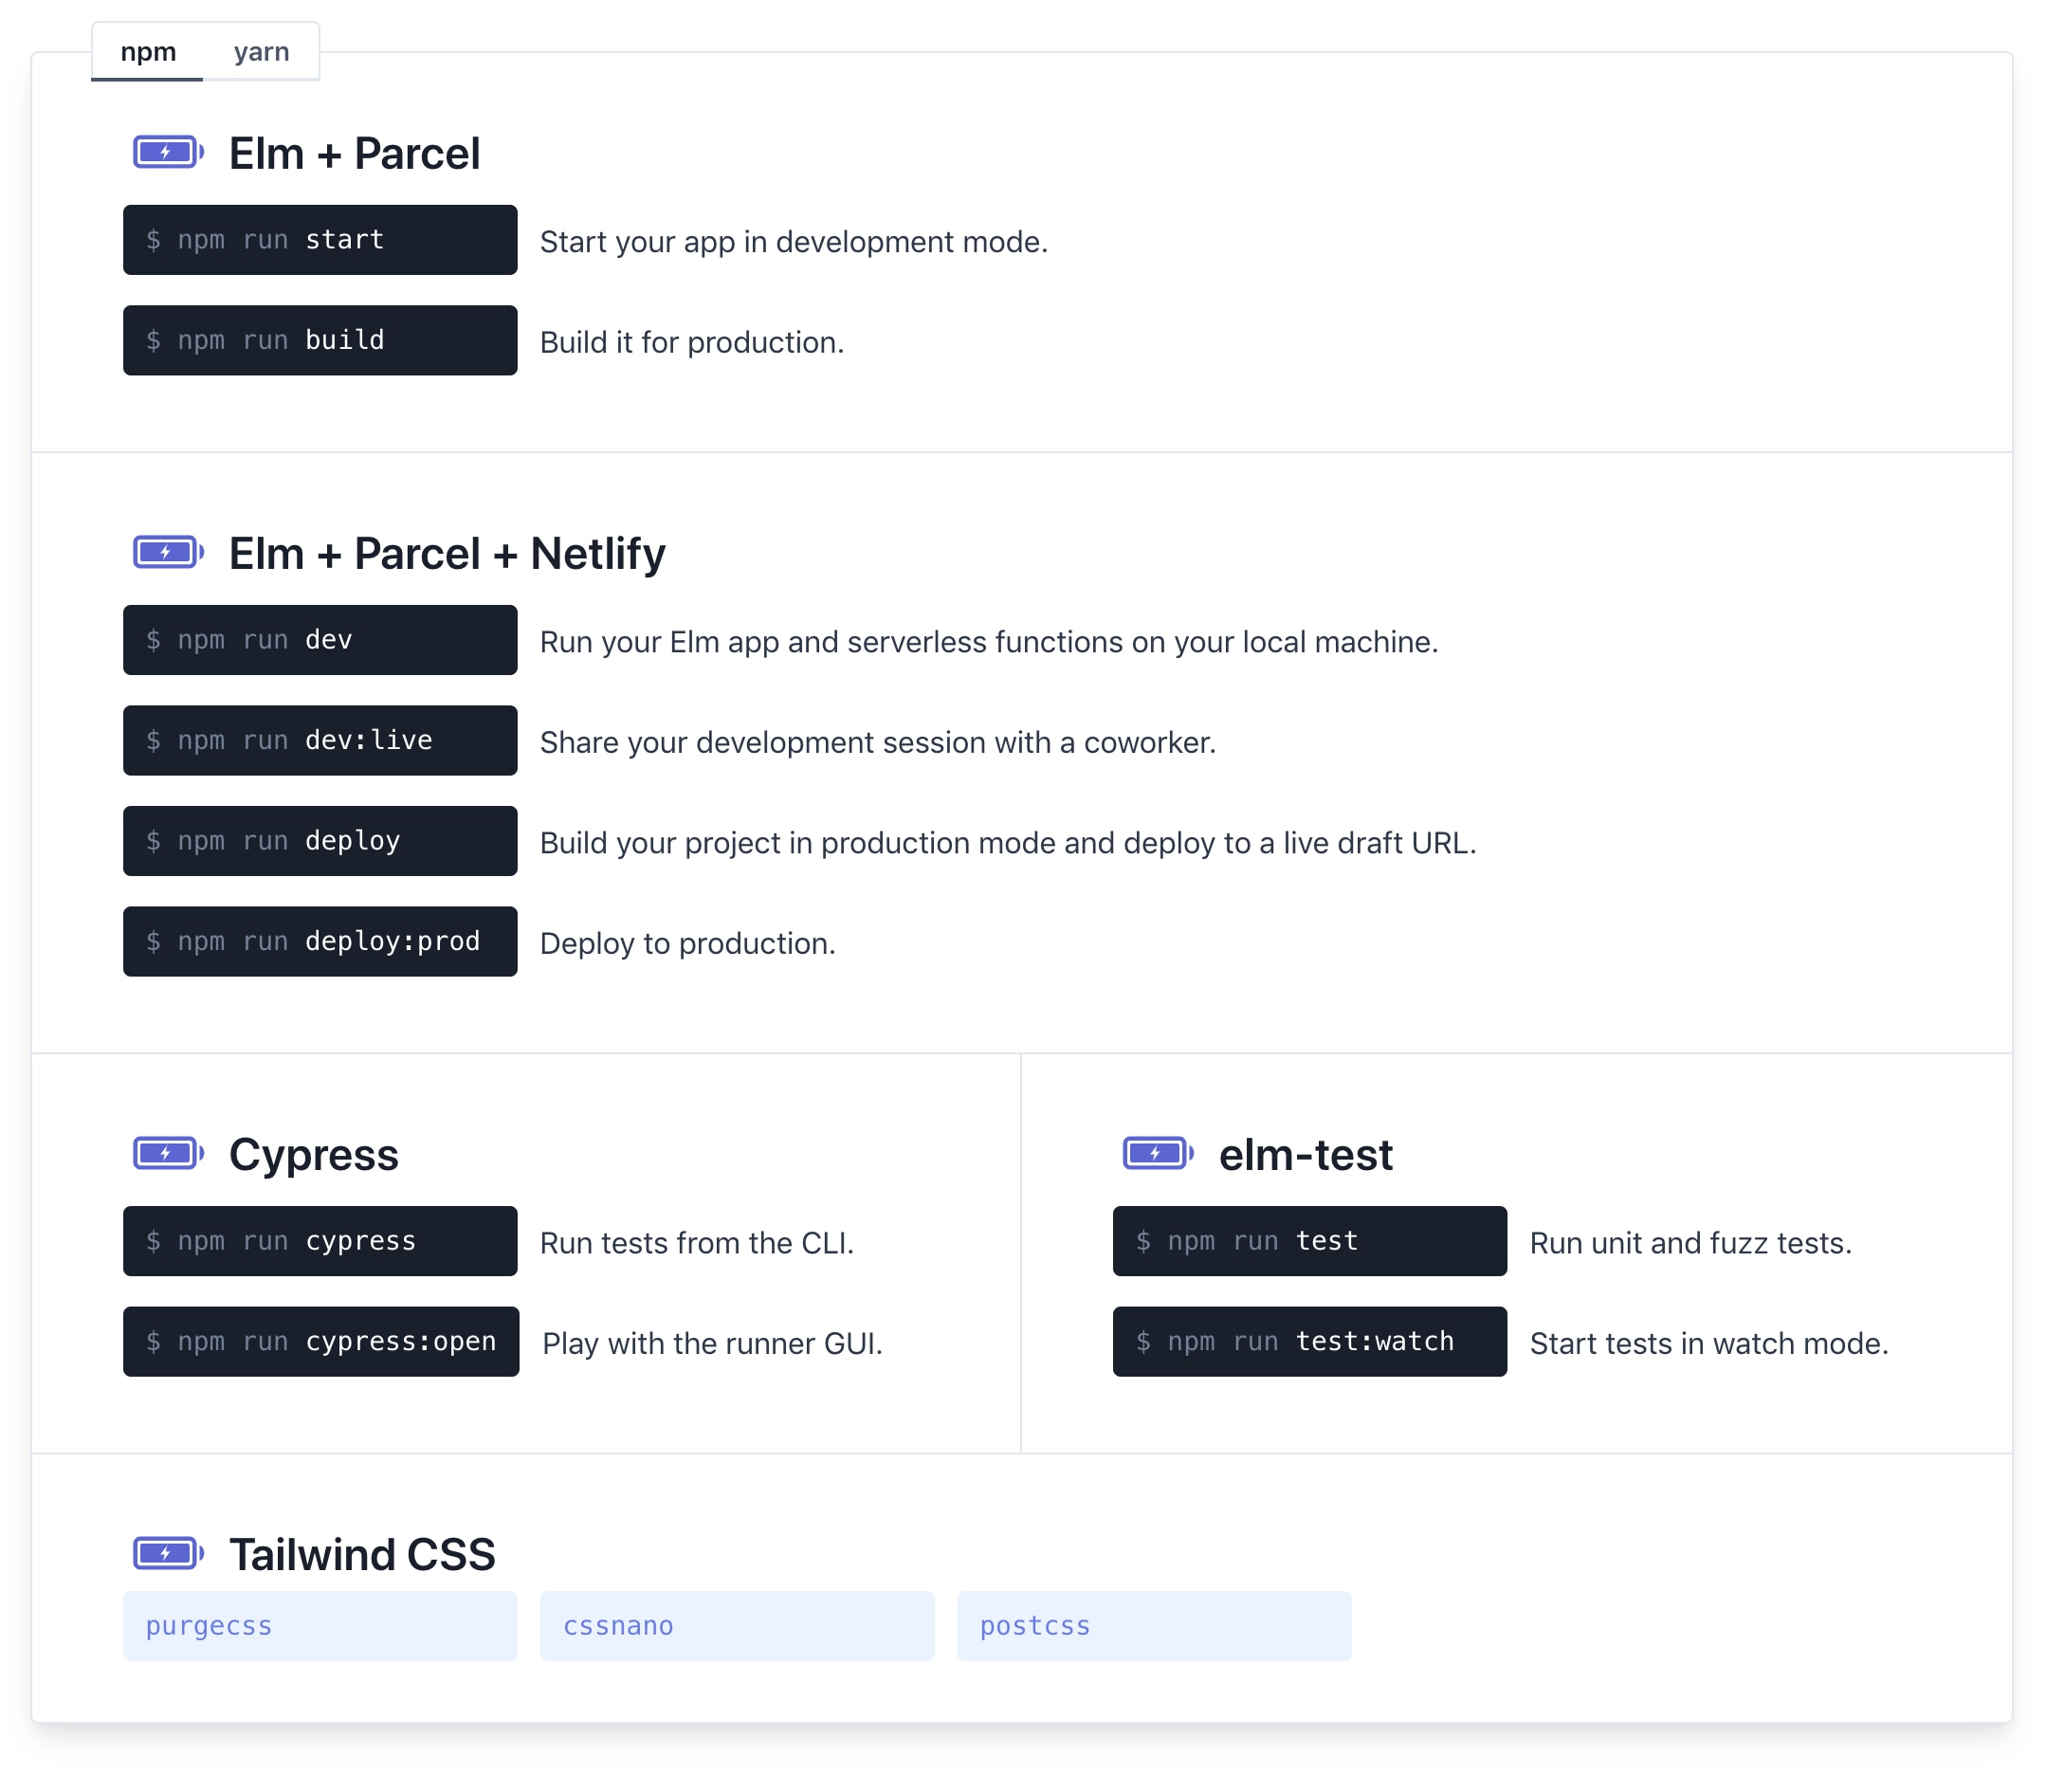 npm yarn
Elm + Parcel
$ npm run start Start your app in development mode.
$ npm run build Build it for production.
Elm + Parcel + Netlify
$ npm run dev Run your Elm app and serverless functions on your local machine.
$ npm run dev:live Share your development session with a coworker.
$ npm run deploy Build your project in production mode and deploy to a live draft URL.
$ npm run deploy:prod Deploy to production.
Cypress
$ npm run cypress Run tests from the CLI.
$ npm run cypress:open Play with the runner GUI.
elm-test
$ npm run test Run unit and fuzz tests.
$ npm run test:watch Start tests in watch mode.
Tailwind CSS
purgecss cssnano postcss